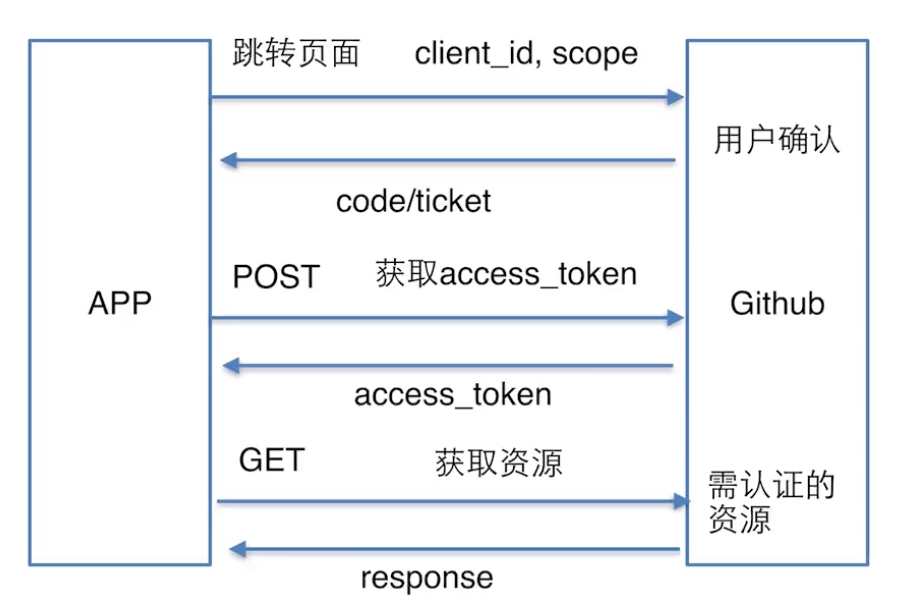 跳转页面 client_id, scope
用户确认
code/ticket
POST 获取access_token
APP
Github
access_token
GET 获取资源
需认证的
资源
response